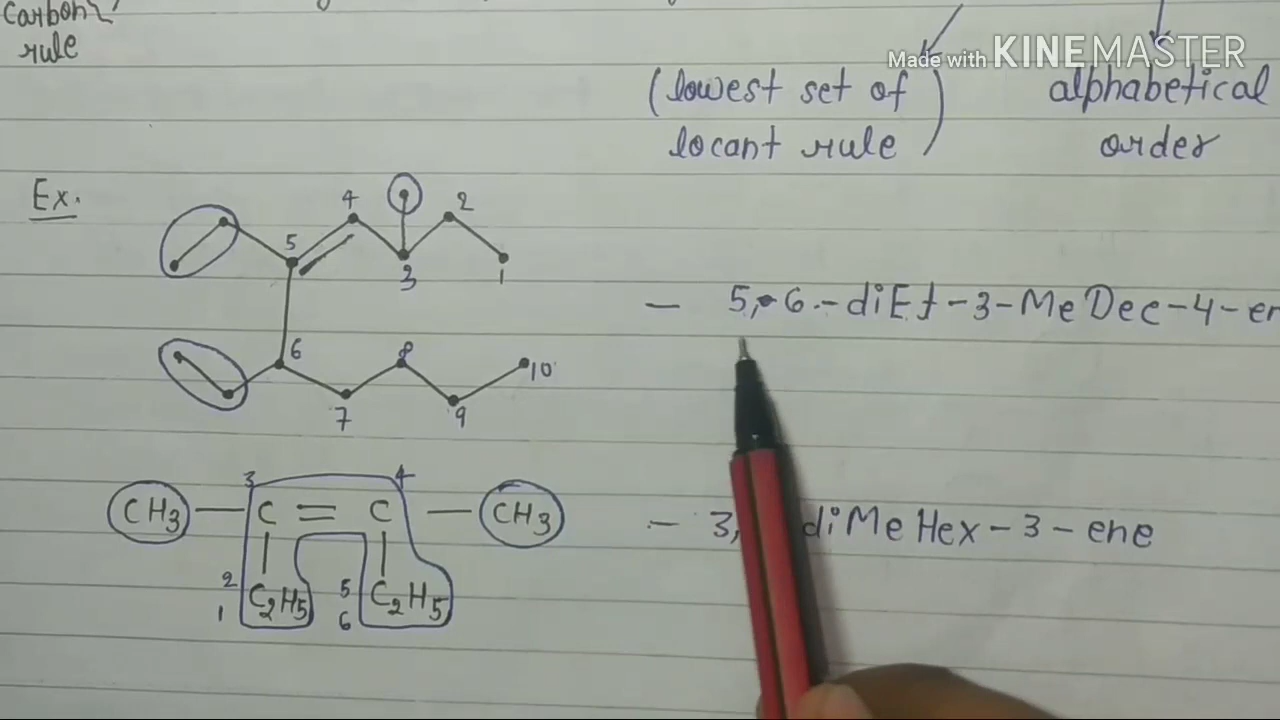 Carbon
rule
Made with KINEMASTER
(lowest set of
locant rule)
alphabetical
order
Ex.
4
2
5
3
1
- 5,6-diEt-3-MeDec-4-en
6
8
10
7
9
3
4
CH3 — C = C — CH3
- 3, diMeHex-3-ene
2
C2H5
5
C2H5
1
6